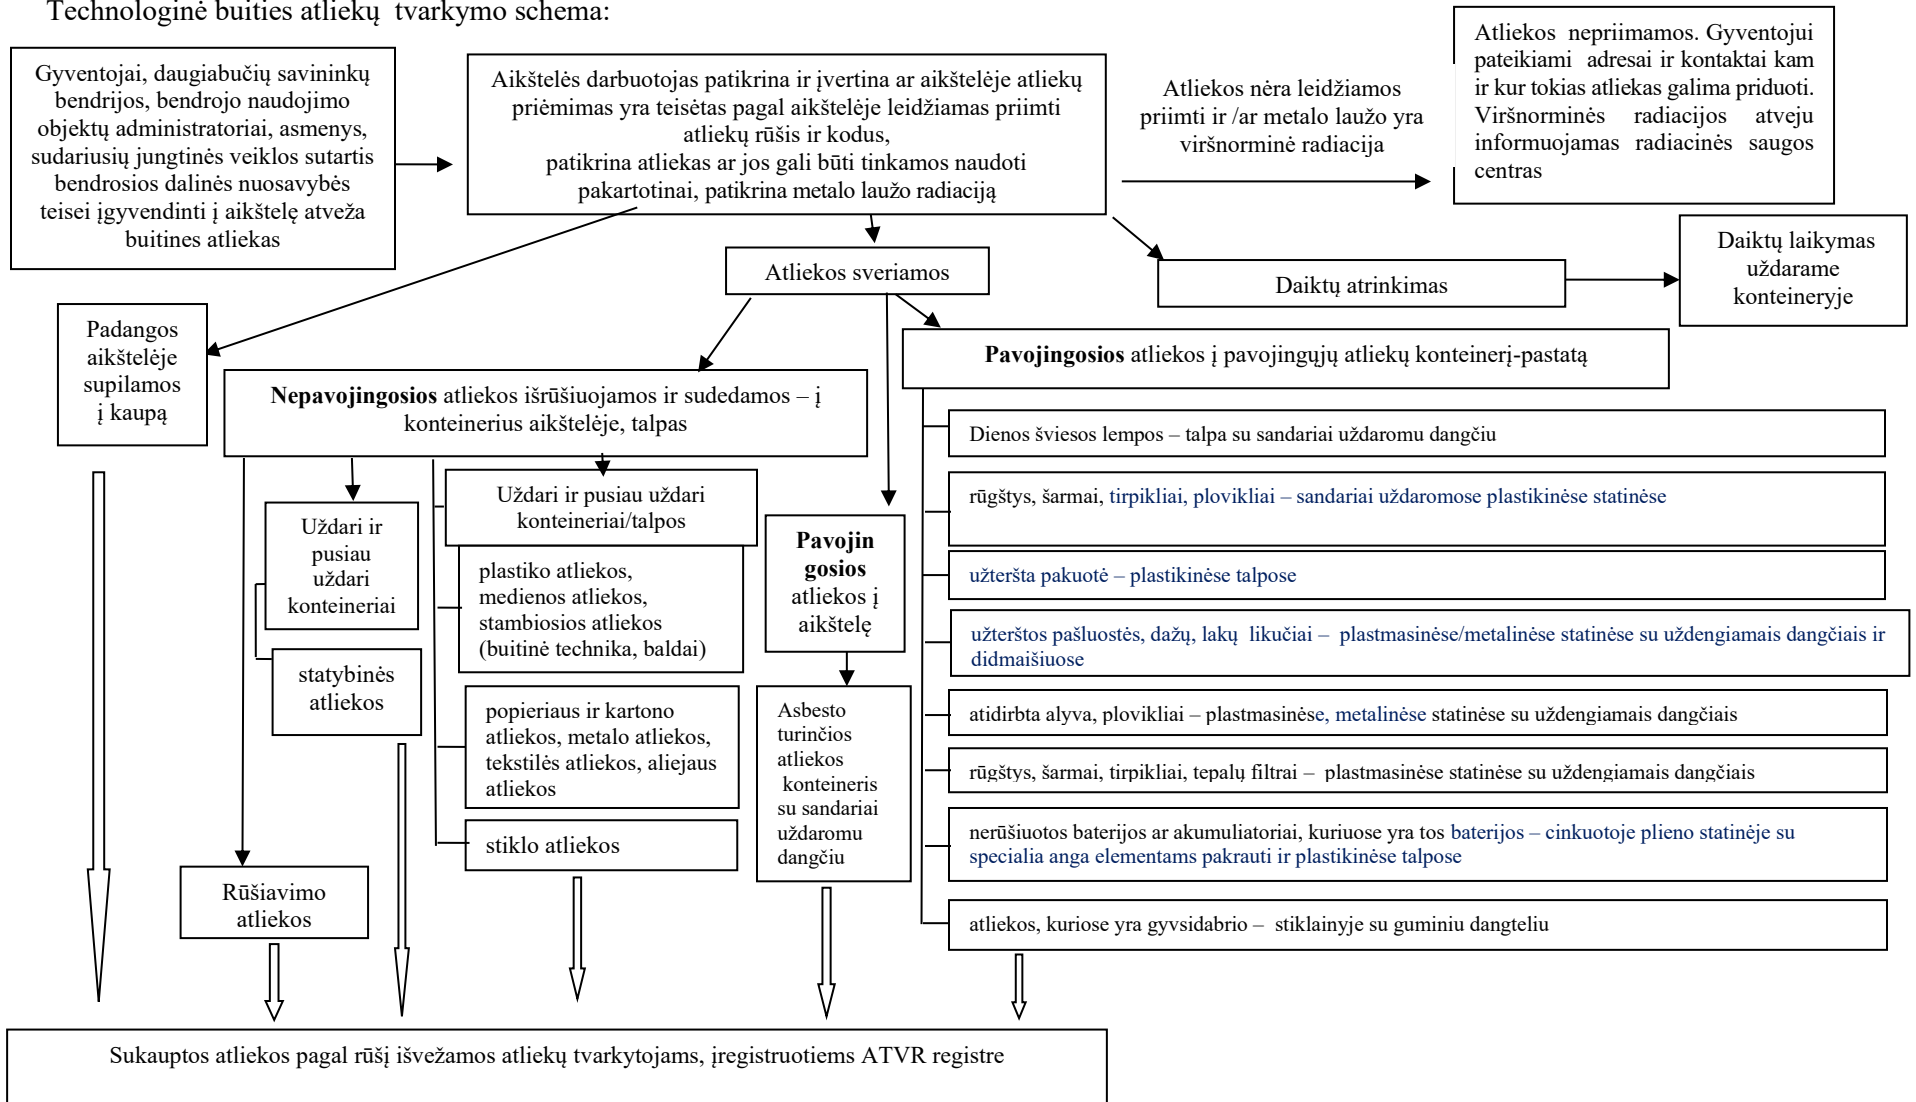 Technologinė buities atliekų tvarkymo schema:
Gyventojai, daugiabučių savininkų
bendrijos, bendrojo naudojimo
objektų administratoriai, asmenys,
sudariusių jungtinės veiklos sutartis
bendrosios dalinės nuosavybės
teisei įgyvendinti į aikštelę atveža
buitines atliekas
Aikštelės darbuotojas patikrina ir įvertina ar aikštelėje atliekų
priėmimas yra teisėtas pagal aikštelėje leidžiamas priimti
atliekų rūšis ir kodus,
patikrina atliekas ar jos gali būti tinkamos naudoti
pakartotinai, patikrina metalo laužo radiaciją
Atliekos nėra leidžiamos
priimti ir /ar metalo laužo yra
viršnorminė radiacija
Atliekos nepriimamos. Gyventojui
pateikiami adresai ir kontaktai kam
ir kur tokias atliekas galima priduoti.
Viršnorminės radiacijos atveju
informuojamas radiacinės saugos
centras
Atliekos sveriamos
Daiktų atrinkimas
Daiktų laikymas
uždarame
konteineryje
Padangos
aikštelėje
supilamos
į kaupą
Nepavojingosios atliekos išrūšiuojamos ir sudedamos – į
konteinerius aikštelėje, talpas
Pavojingosios atliekos į pavojingųjų atliekų konteinerį-pastatą
Uždari ir
pusiau
uždari
konteineriai
statybinės
atliekos
Uždari ir pusiau uždari
konteineriai/talpos
plastiko atliekos,
medienos atliekos,
stambiosios atliekos
(buitinė technika, baldai)
popieriaus ir kartono
atliekos, metalo atliekos,
tekstilės atliekos, aliejaus
atliekos
stiklo atliekos
Rūšiavimo
atliekos
Pavojin
gosios
atliekos į
aikštelę
Asbesto
turinčios
atliekos
konteineris
su sandariai
uždaromu
dangčiu
Dienos šviesos lempos – talpa su sandariai uždaromu dangčiu
rūgštys, šarmai, tirpikliai, plovikliai – sandariai uždaromose plastikinėse statinėse
užteršta pakuotė – plastikinėse talpose
užterštos pašluostės, dažų, lakų likučiai – plastmasinėse/metalinėse statinėse su uždengiamais dangčiais ir
didmaišiuose
atidirbta alyva, plovikliai – plastmasinėse, metalinėse statinėse su uždengiamais dangčiais
rūgštys, šarmai, tirpikliai, tepalų filtrai – plastmasinėse statinėse su uždengiamais dangčiais
nerūšiuotos baterijos ar akumuliatoriai, kuriuose yra tos baterijos – cinkuotoje plieno statinėje su
specialia anga elementams pakrauti ir plastikinėse talpose
atliekos, kuriose yra gyvsidabrio – stiklainyje su guminiu dangteliu
Sukauptos atliekos pagal rūšį išvežamos atliekų tvarkytojams, įregistruotiems ATVR registre